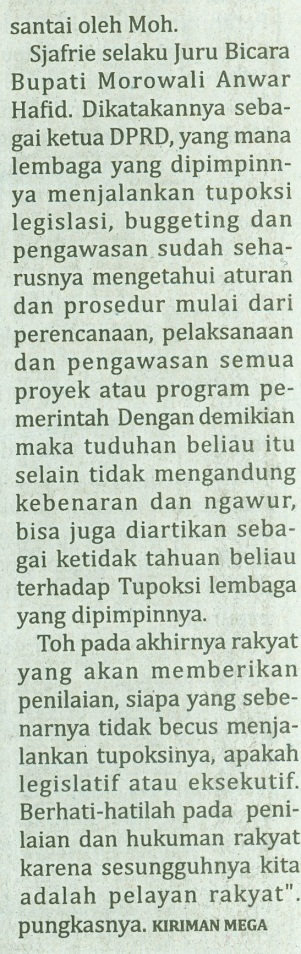 santai oleh Moh.
Sjafrie selaku Juru Bicara
Bupati Morowali Anwar
Hafid. Dikatakannya seba-
gai ketua DPRD, yang mana
lembaga yang dipimpinn-
ya menjalankan tupoksi
legislasi, buggeting dan
pengawasan sudah seha-
rusnya mengetahui aturan
dan prosedur mulai dari
perencanaan, pelaksanaan
dan pengawasan semua
proyek atau program pe-
merintah Dengan demikian
maka tuduhan beliau itu
selain tidak mengandung
kebenaran dan ngawur,
bisa juga diartikan seba-
gai ketidak tahuan beliau
terhadap Tupoksi lembaga
yang dipimpinnya.
Toh pada akhirnya rakyat
yang akan memberikan
penilaian, siapa yang sebe-
narnya tidak becus menja-
lankan tupoksinya, apakah
legislatif atau eksekutif.
Berhati-hatilah pada peni-
laian dan hukuman rakyat
karena sesungguhnya kita
adalah pelayan rakyat".
pungkasnya. KIRIMAN MEGA